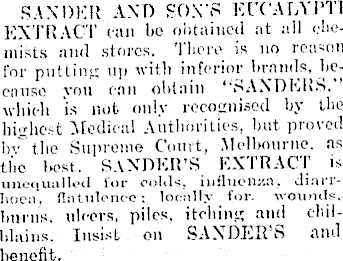 SANDER AND SON'S EUCALYPTI
EXTRACT can be obtained at all che-
mists and stores. There is no reason
for putting up with inferior brands, be-
cause you can obtain "SANDERS,"
which is not only recognised by the
highest Medical Authorities, but proved
by the Supreme Court, Melbourne, as
the best. SANDER'S EXTRACT is
unequalled for colds, influenza, diarr-
hoea, flatulence; locally for. wounds,
burns, ulcers, piles, itching and chil-
blains. Insist on SANDER'S and
benefit.